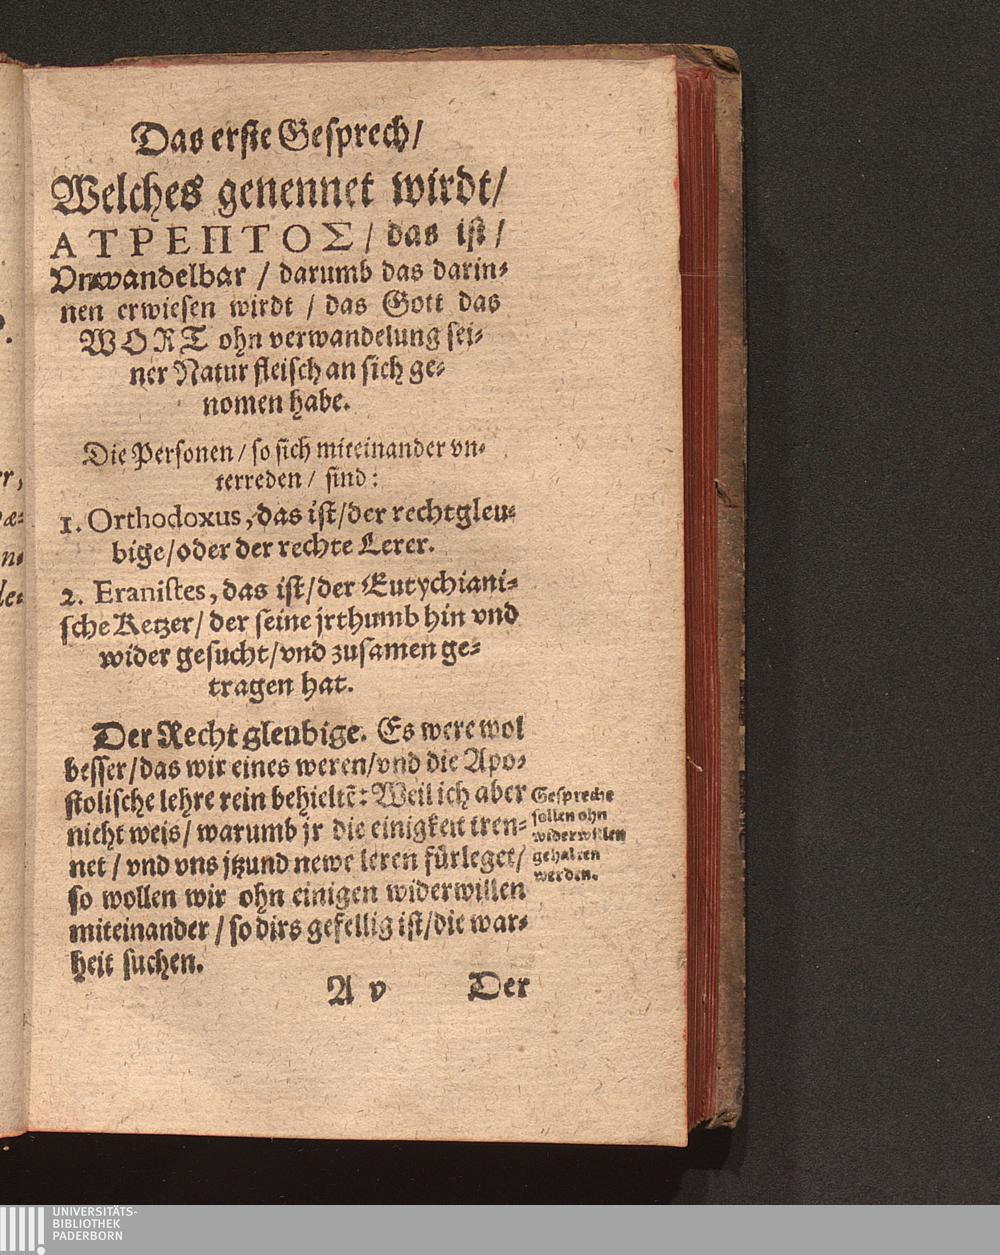 Das erste Gesprech/
Welches genennet wirdt/
ΑΤΡΕΠΤΟΣ / das ist /
Vnwandelbar / darumb das darin⸗
nen erwiesen wirdt / das Gott das
WORT ohn verwandelung sei⸗
ner Natur fleisch an sich ge⸗
nomen habe.
Die Personen / so sich miteinander vn⸗
terreden / sind:
1. Orthodoxus, das ist/der rechtgleu⸗
bige/oder der rechte Lerer.
2. Eranistes, das ist/der Eutychiani⸗
sche Ketzer/ der seine jrthumb hin vnd
wider gesucht/vnd zusamen ge⸗
tragen hat.
Der Recht gleubige. Es were wol
besser/das wir eines weren/vnd die Apo⸗
stolische lehre rein behieltē: Weil ich aber
nicht weis/ warumb jr die einigkeit tren⸗
net / vnd vns jtzund newe leren fürleget/
so wollen wir ohn einigen widerwillen
miteinander / so dirs gefellig ist/die war⸗
heit suchen.
Gespreche
sollen ohn
widerwillen
gehalten
werden.
A v Der
UNIVERSITÄTS-
BIBLIOTHEK
PADERBORN